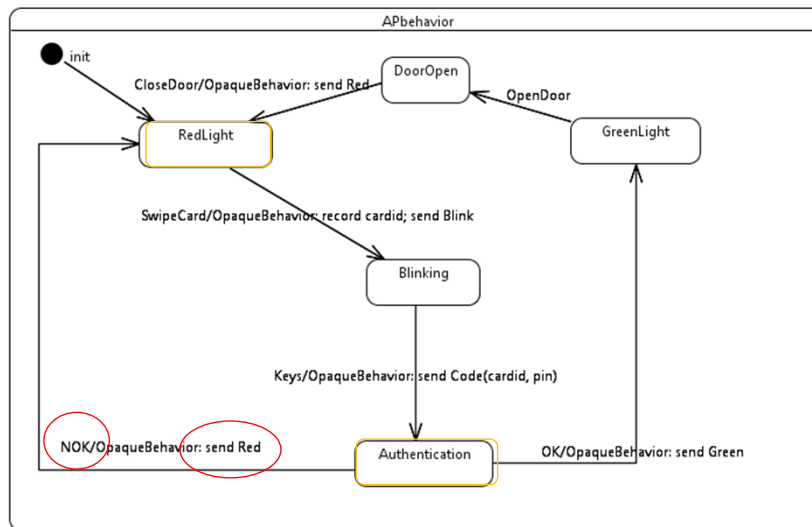 APbehavior
init
CloseDoor/OpaqueBehavior: send Red
DoorOpen
OpenDoor
RedLight
GreenLight
SwipeCard/OpaqueBehavior: record cardid; send Blink
Blinking
Keys/OpaqueBehavior: send Code(cardid, pin)
NOK/OpaqueBehavior: send Red
Authentication
OK/OpaqueBehavior: send Green